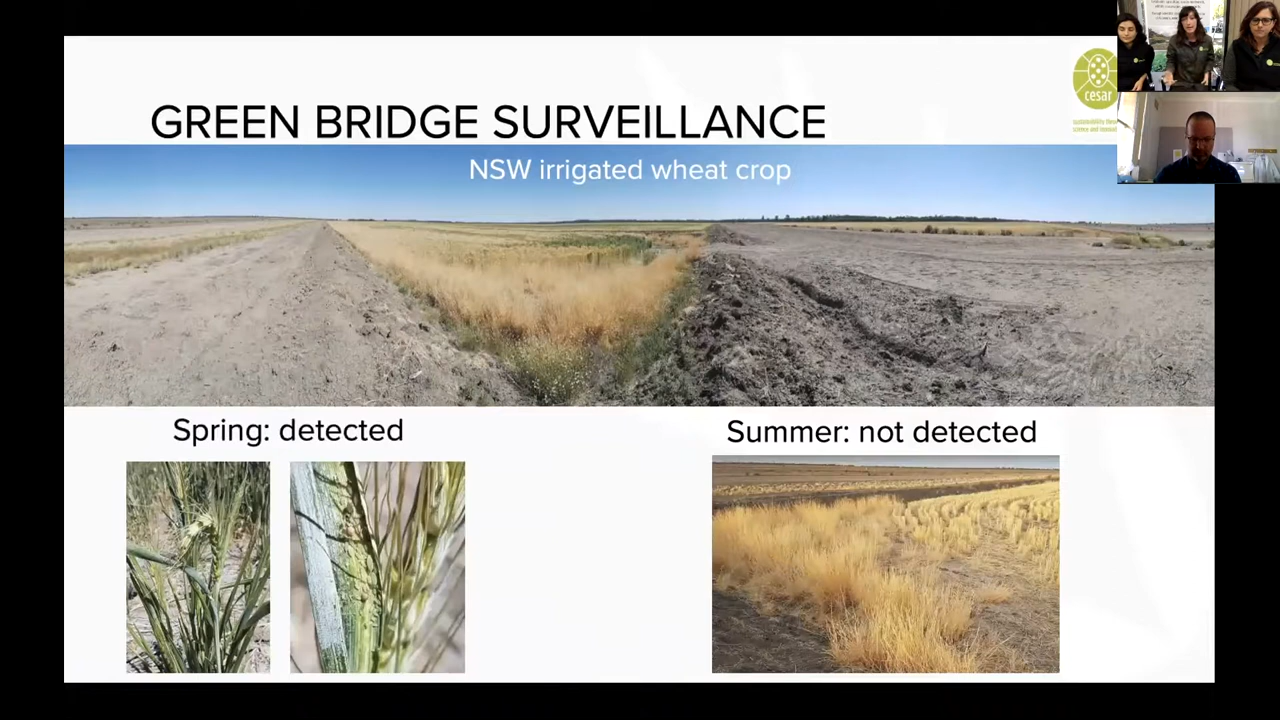 GREEN BRIDGE SURVEILLANCE
cesar
NSW irrigated wheat crop
Spring: detected
Summer: not detected